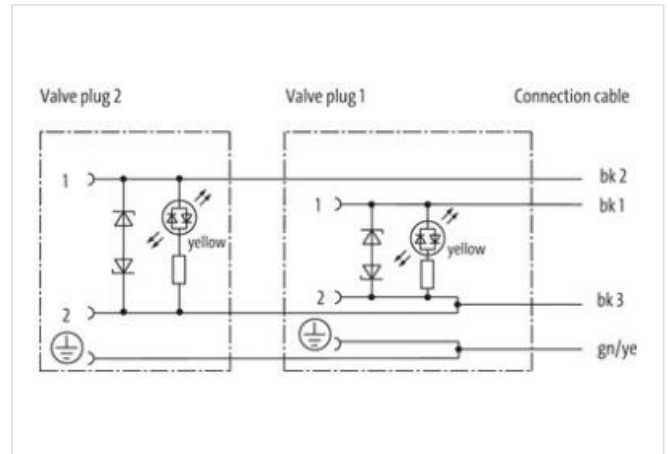 Valve plug 2 Valve plug 1 Connection cable
1 bk 2
1 bk 1
yellow yellow
2 bk 3
2
gn/ye